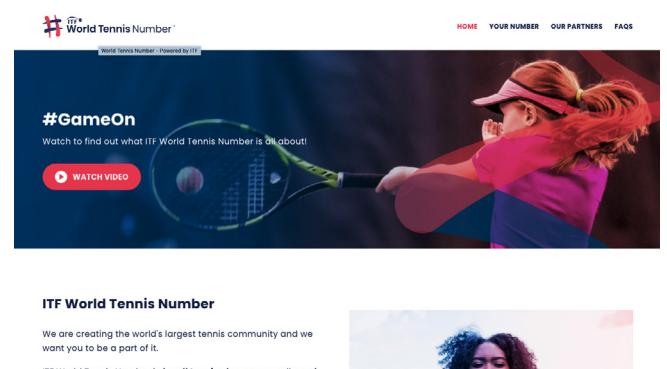 ITF
World Tennis Number
HOME YOUR NUMBER OUR PARTNERS FAQS
World Tennis Number - Powered by ITF
#GameOn
Watch to find out what ITF World Tennis Number is all about!
WATCH VIDEO
ITF World Tennis Number
We are creating the world's largest tennis community and we
want you to be a part of it.